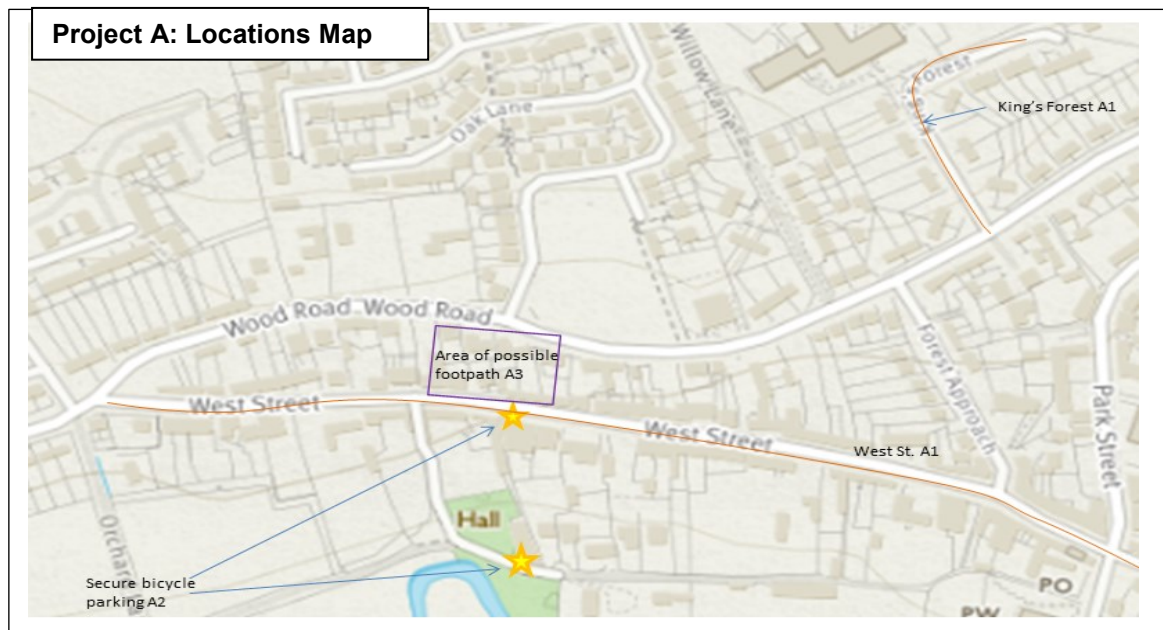 Project A: Locations Map
Willow Lane
Forest
King's Forest A1
Oak Lane
Wood Road
Wood Road
Area of possible
footpath A3
West Street
West Street
West St. A1
Forest Approach
Park Street
Hall
Orchard
Secure bicycle
parking A2
PO
PW